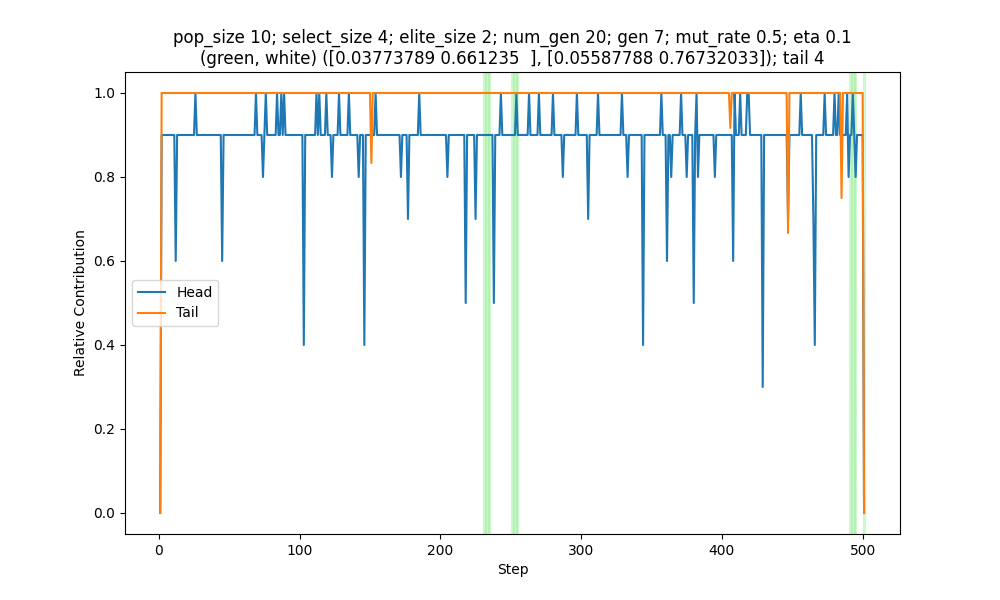 pop_size 10; select_size 4; elite_size 2; num_gen 20; gen 7; mut_rate 0.5; eta 0.1
(green, white) ([0.03773789 0.661235  ], [0.05587788 0.76732033]); tail 4
1.0
0.8
0.6
0.4
0.2
0.0
Relative Contribution
Head
Tail
0
100
200
300
400
500
Step